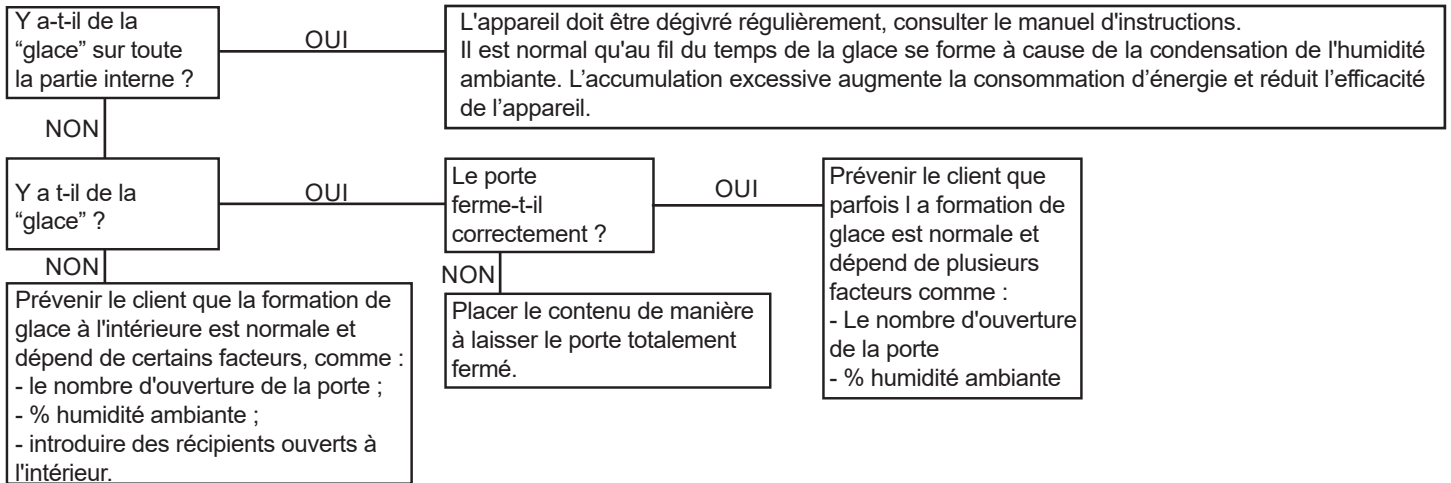 Y a-t-il de la
“glace” sur toute
la partie interne ?
OUI
L'appareil doit être dégivré régulièrement, consulter le manuel d'instructions.
Il est normal qu'au fil du temps de la glace se forme à cause de la condensation de l'humidité
ambiante. L’accumulation excessive augmente la consommation d’énergie et réduit l’efficacité
de l’appareil.
NON
Y a t-il de la
“glace” ?
OUI
Le porte
ferme-t-il
correctement ?
OUI
Prévenir le client que
parfois l a formation de
glace est normale et
dépend de plusieurs
facteurs comme :
- Le nombre d'ouverture
de la porte
- % humidité ambiante
NON
Placer le contenu de manière
à laisser le porte totalement
fermé.
NON
Prévenir le client que la formation de
glace à l'intérieure est normale et
dépend de certains facteurs, comme :
- le nombre d'ouverture de la porte ;
- % humidité ambiante ;
- introduire des récipients ouverts à
l'intérieur.